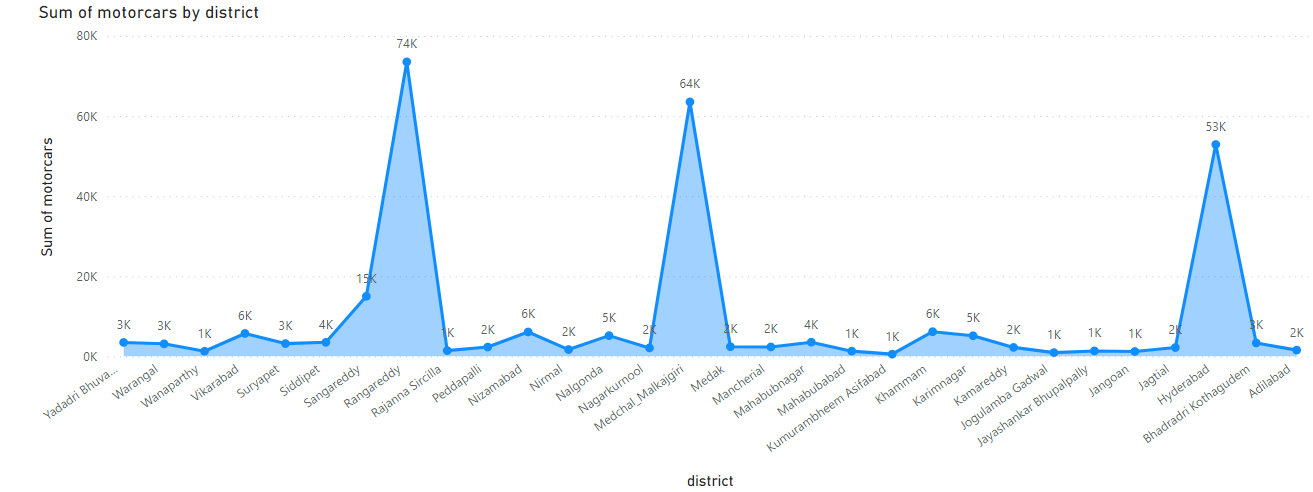 Sum of motorcars by district
Sum of motorcars
80K
60K
40K
20K
0K
3K
3K
1K
6K
3K
4K
15K
74K
1K
2K
6K
2K
5K
2K
64K
2K
2K
4K
1K
1K
6K
5K
2K
1K
1K
1K
2K
53K
3K
2K
Yadadri Bhuva...
Warangal
Wanaparthy
Vikarabad
Suryapet
Siddipet
Sangareddy
Rangareddy
Rajanna Sircilla
Peddapalli
Nizamabad
Nirmal
Nalgonda
Nagarkurnool
Medchal_Malkajgiri
Medak
Mancherial
Mahabubnagar
Mahabubabad
Kumurambheem Asifabad
Khammam
Karimnagar
Kamareddy
Jogulamba Gadwal
Jayashankar Bhupalpally
Jangoan
Jagtial
Hyderabad
Bhadradri Kothagudem
Adilabad
district